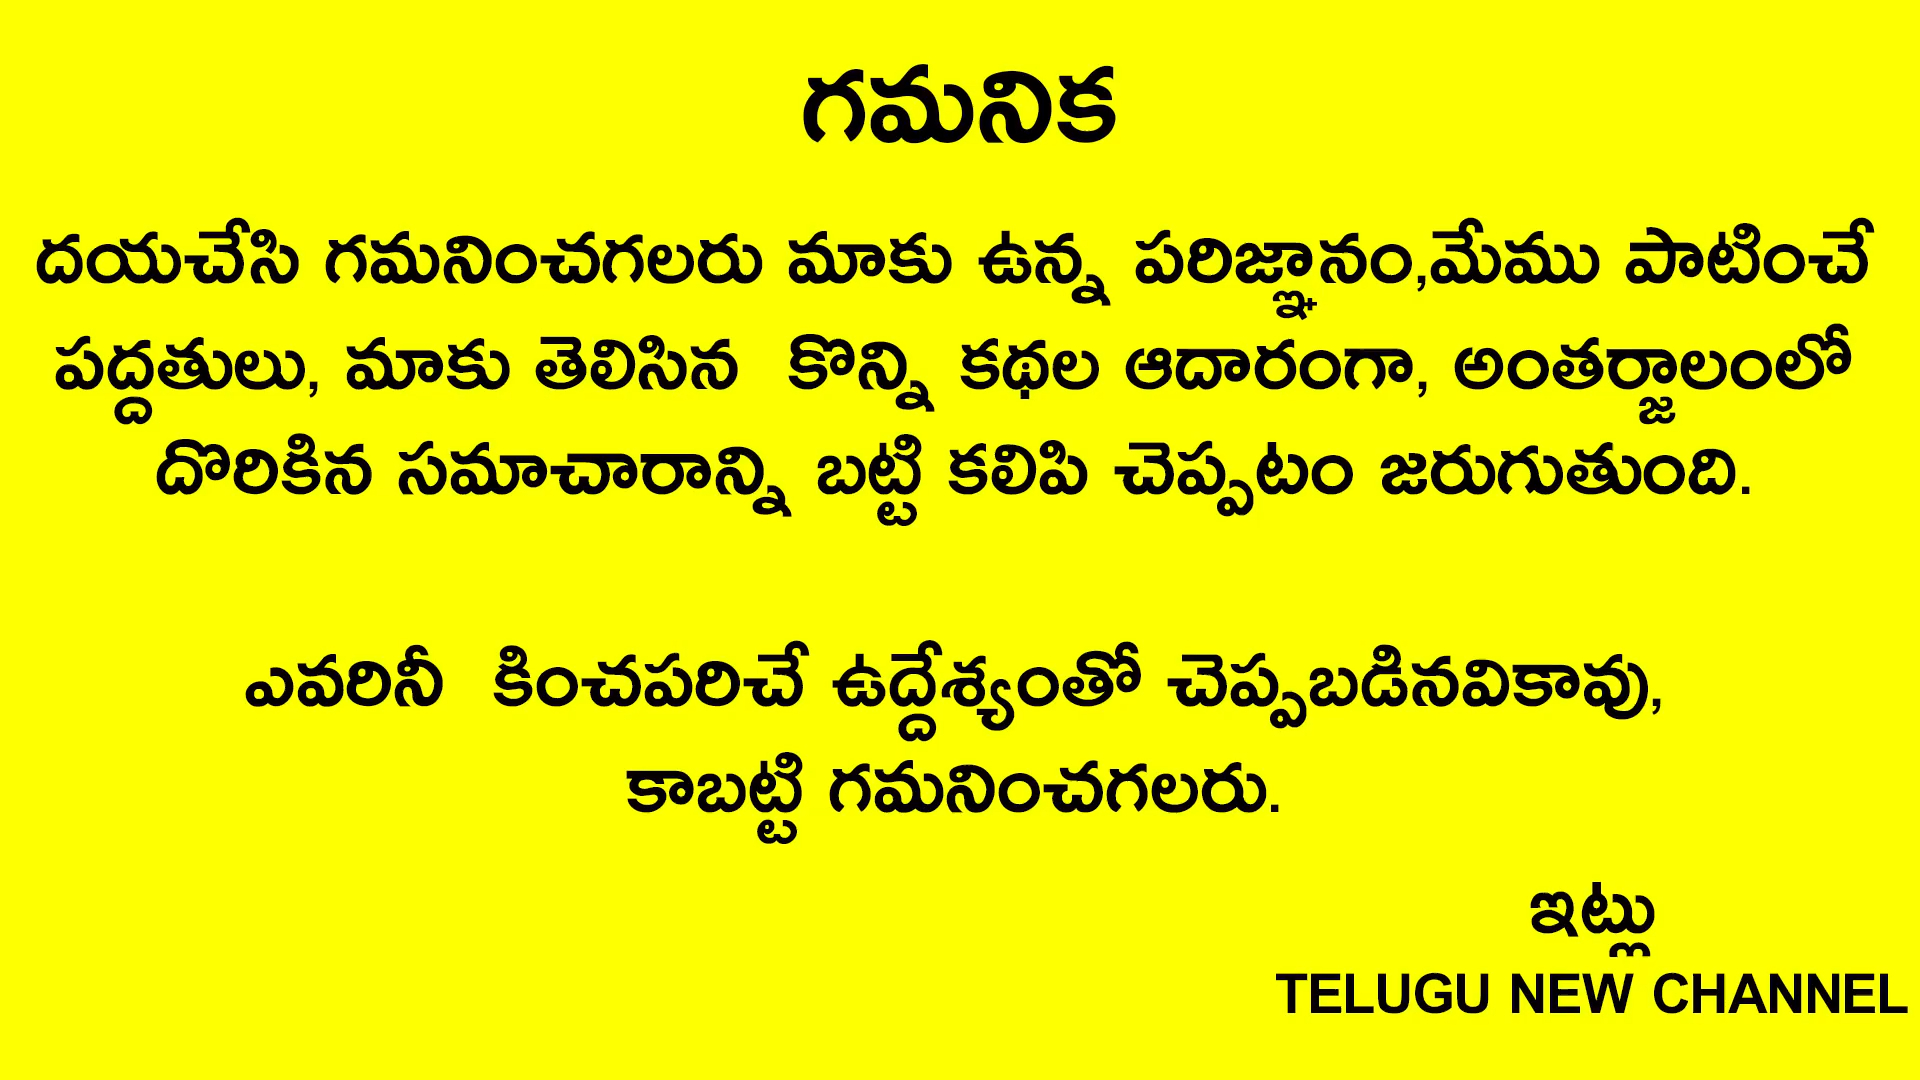 గమనిక
దయచేసి గమనించగలరు మాకు ఉన్న పరిజ్ఞానం,మేము పాటించే
పద్దతులు, మాకు తెలిసిన కొన్ని కథల ఆదారంగా, అంతర్జాలంలో
దొరికిన సమాచారాన్ని బట్టి కలిపి చెప్పటం జరుగుతుంది.
ఎవరినీ కించపరిచే ఉద్దేశ్యంతో చెప్పబడినవికావు,
కాబట్టి గమనించగలరు.
ఇట్లు
TELUGU NEW CHANNEL